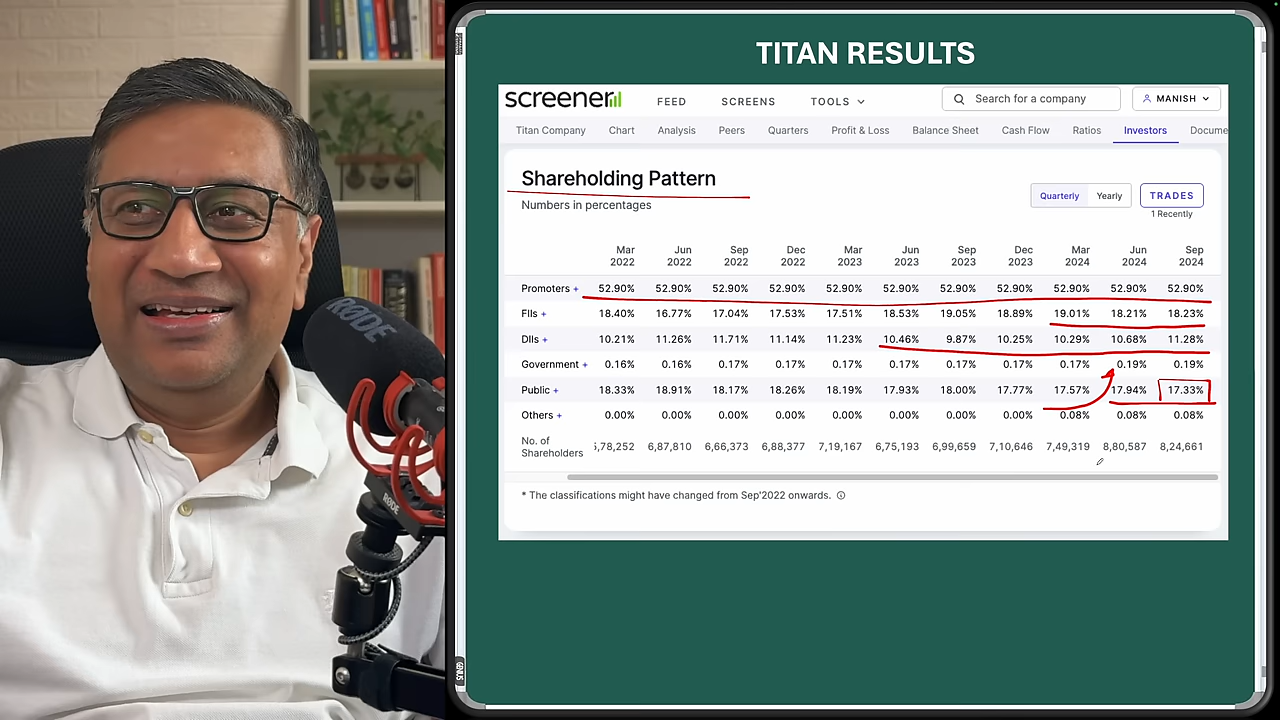 TITAN RESULTS
screener
FEED SCREENS TOOLS
Search for a company
MANISH
Titan Company Chart Analysis Peers Quarters Profit & Loss Balance Sheet Cash Flow Ratios Investors Docume
Shareholding Pattern
Numbers in percentages
Quarterly Yearly TRADES
1 Recently
Mar 2022 Jun 2022 Sep 2022 Dec 2022 Mar 2023 Jun 2023 Sep 2023 Dec 2023 Mar 2024 Jun 2024 Sep 2024
Promoters + 52.90% 52.90% 52.90% 52.90% 52.90% 52.90% 52.90% 52.90% 52.90% 52.90% 52.90%
FIIs + 18.40% 16.77% 17.04% 17.53% 17.51% 18.53% 19.05% 18.89% 19.01% 18.21% 18.23%
DIIs + 10.21% 11.26% 11.71% 11.14% 11.23% 10.46% 9.87% 10.25% 10.29% 10.68% 11.28%
Government + 0.16% 0.16% 0.17% 0.17% 0.17% 0.17% 0.17% 0.17% 0.17% 0.19% 0.19%
Public + 18.33% 18.91% 18.17% 18.26% 18.19% 17.93% 18.00% 17.77% 17.57% 17.94% 17.33%
Others + 0.00% 0.00% 0.00% 0.00% 0.00% 0.00% 0.00% 0.00% 0.08% 0.08% 0.08%
No. of Shareholders ,78,252 6,87,810 6,66,373 6,88,377 7,19,167 6,75,193 6,99,659 7,10,646 7,49,319 8,80,587 8,24,661
* The classifications might have changed from Sep'2022 onwards.
RØDE
RØDE
GENIUS